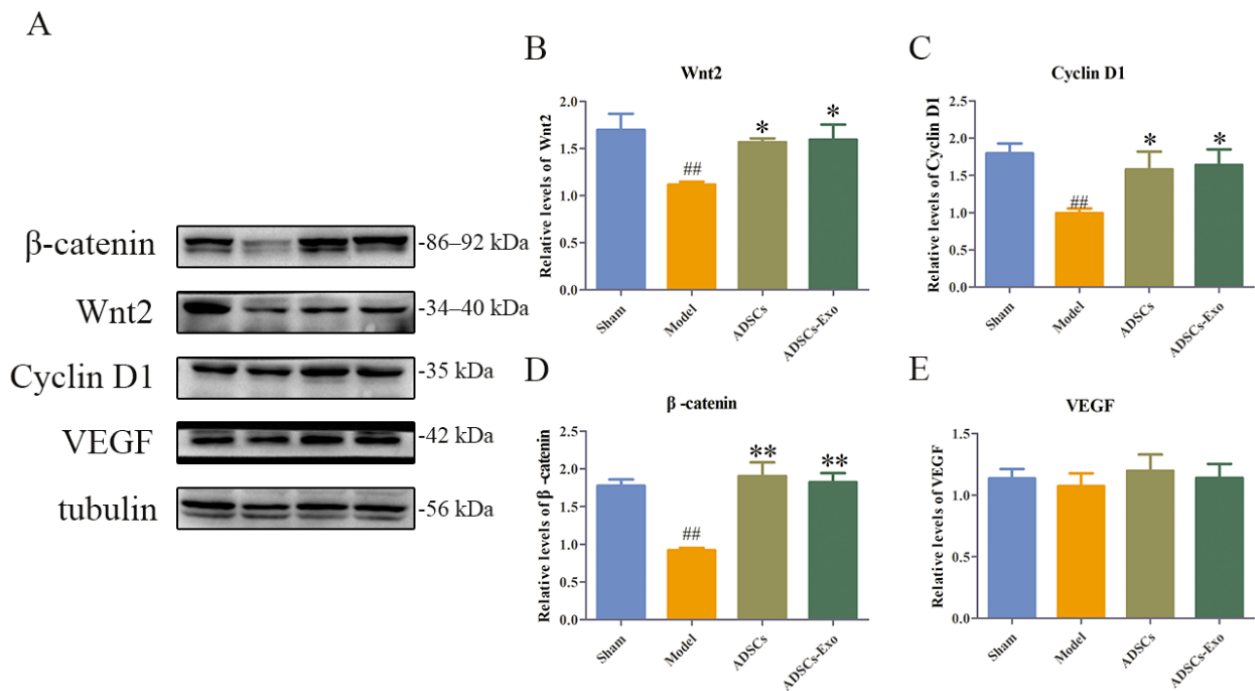 A
β-catenin
-86–92 kDa
Wnt2
-34–40 kDa
Cyclin D1
-35 kDa
VEGF
-42 kDa
tubulin
-56 kDa
B
Wnt2
Relative levels of Wnt2
2.0
1.5
1.0
0.5
0.0
##
*
*
Sham
Model
ADSCs
ADSCs-Exo
C
Cyclin D1
Relative levels of Cyclin D1
2.5
2.0
1.5
1.0
0.5
0.0
##
*
*
Sham
Model
ADSCs
ADSCs-Exo
D
β -catenin
Relative levels of β -catenin
2.5
2.0
1.5
1.0
0.5
0.0
##
**
**
Sham
Model
ADSCs
ADSCs-Exo
E
VEGF
Relative levels of VEGF
1.5
1.0
0.5
0.0
Sham
Model
ADSCs
ADSCs-Exo